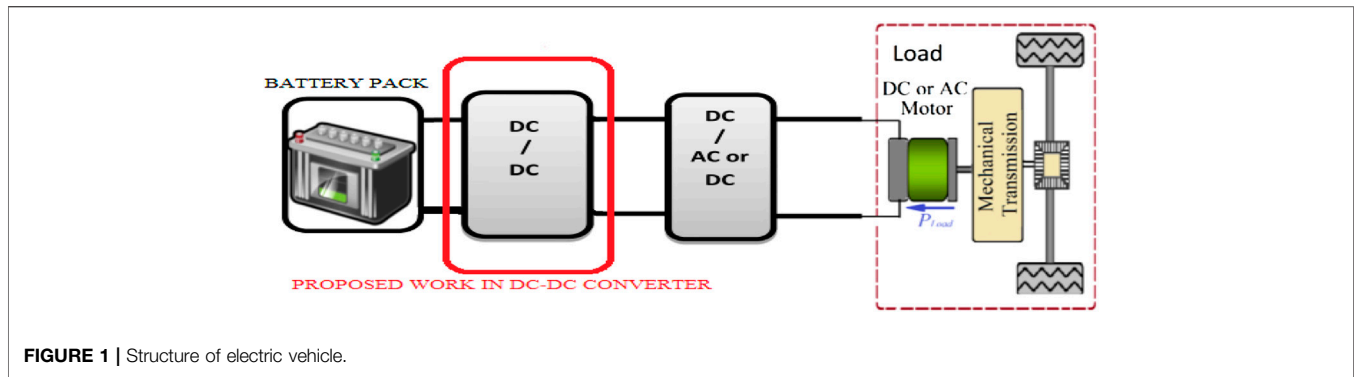 BATTERY PACK
DC
/
DC
DC
/
AC or
DC
Load
DC or AC
Motor
Mechanical
Transmission
P Load
PROPOSED WORK IN DC-DC CONVERTER
FIGURE 1 | Structure of electric vehicle.